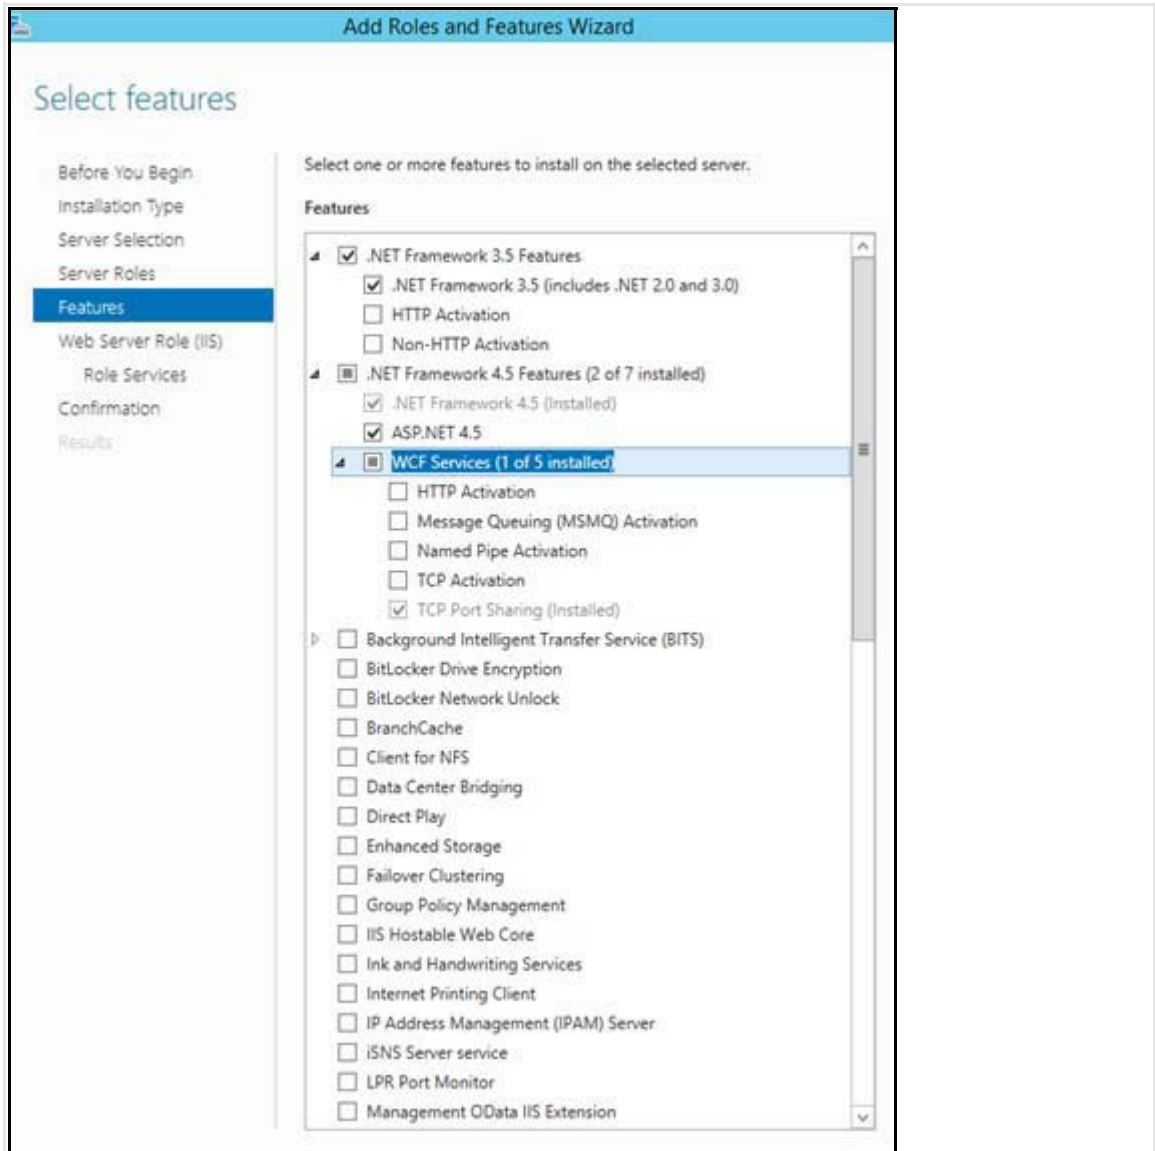 Add Roles and Features Wizard
Select features
Before You Begin
Installation Type
Server Selection
Server Roles
Features
Web Server Role (IIS)
Role Services
Confirmation
Results
Select one or more features to install on the selected server.
Features
.NET Framework 3.5 Features
.NET Framework 3.5 (includes .NET 2.0 and 3.0)
HTTP Activation
Non-HTTP Activation
.NET Framework 4.5 Features (2 of 7 installed)
.NET Framework 4.5 (Installed)
ASP.NET 4.5
WCF Services (1 of 5 installed)
HTTP Activation
Message Queuing (MSMQ) Activation
Named Pipe Activation
TCP Activation
TCP Port Sharing (Installed)
Background Intelligent Transfer Service (BITS)
BitLocker Drive Encryption
BitLocker Network Unlock
BranchCache
Client for NFS
Data Center Bridging
Direct Play
Enhanced Storage
Failover Clustering
Group Policy Management
IIS Hostable Web Core
Ink and Handwriting Services
Internet Printing Client
IP Address Management (IPAM) Server
iSNS Server service
LPR Port Monitor
Management OData IIS Extension